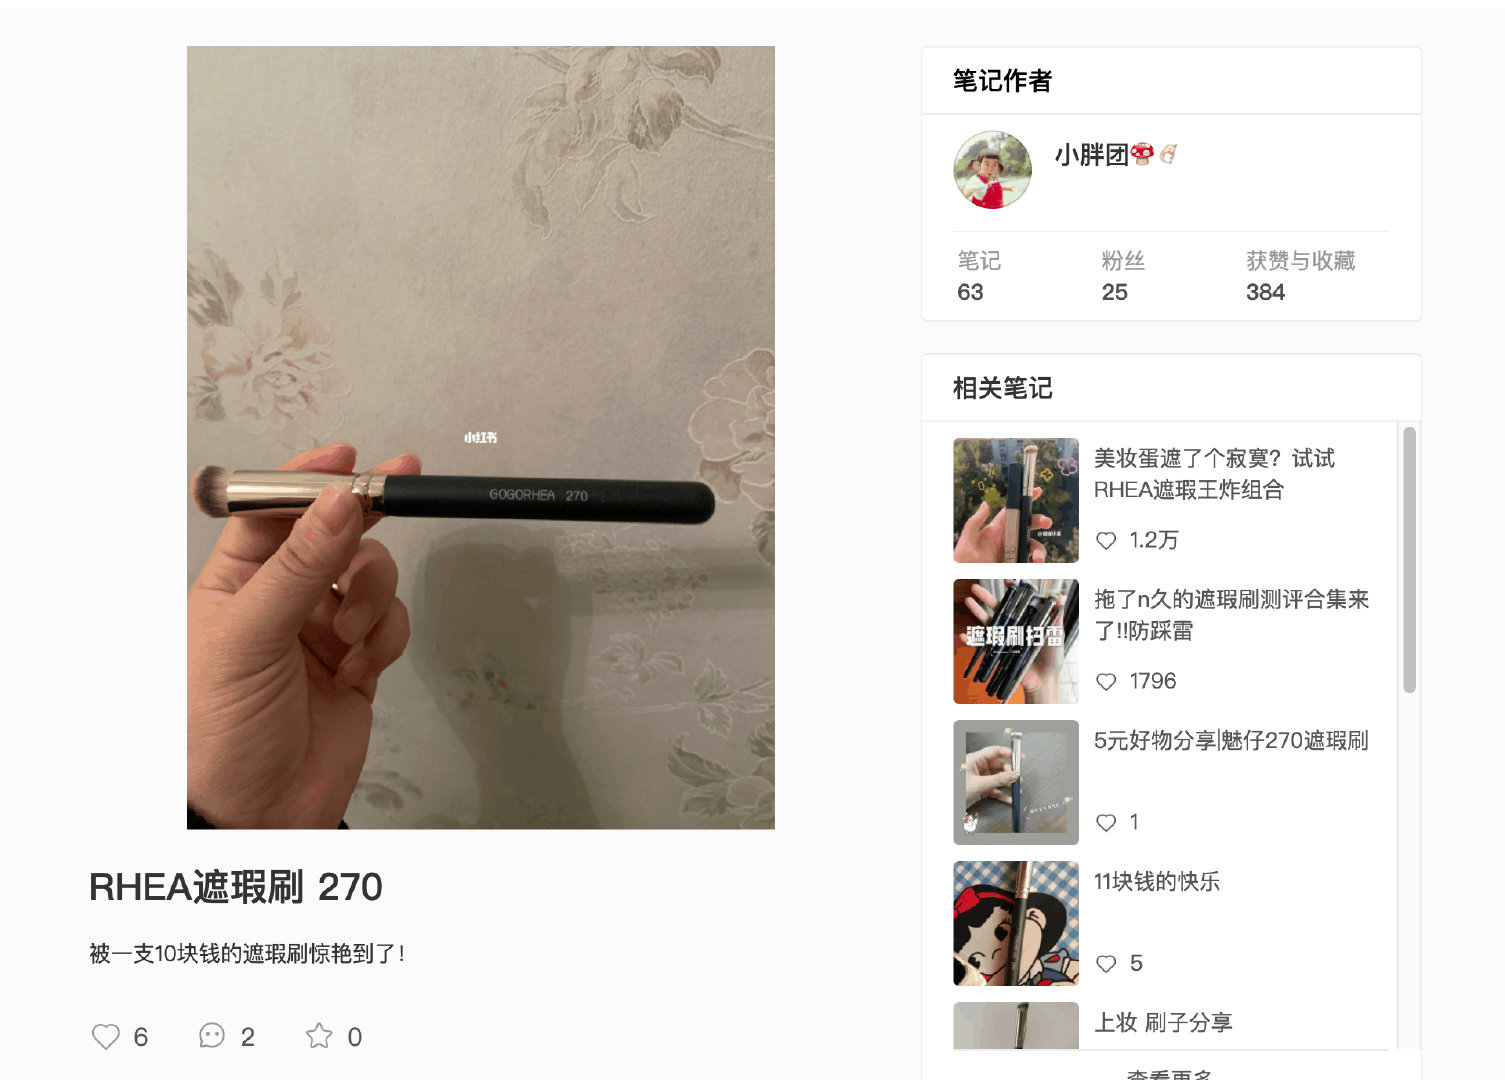 小红书
GOGORHEA 270
RHEA遮瑕刷 270
被一支10块钱的遮瑕刷惊艳到了!
6
2
0
笔记作者
小胖团
笔记
粉丝
获赞与收藏
63
25
384
相关笔记
美妆蛋遮了个寂寞？试试
RHEA遮瑕王炸组合
1.2万
拖了n久的遮瑕刷测评合集来
了!!防踩雷
遮瑕刷扫雷
1796
5元好物分享|魅仔270遮瑕刷
1
11块钱的快乐
5
上妆 刷子分享
查看更多